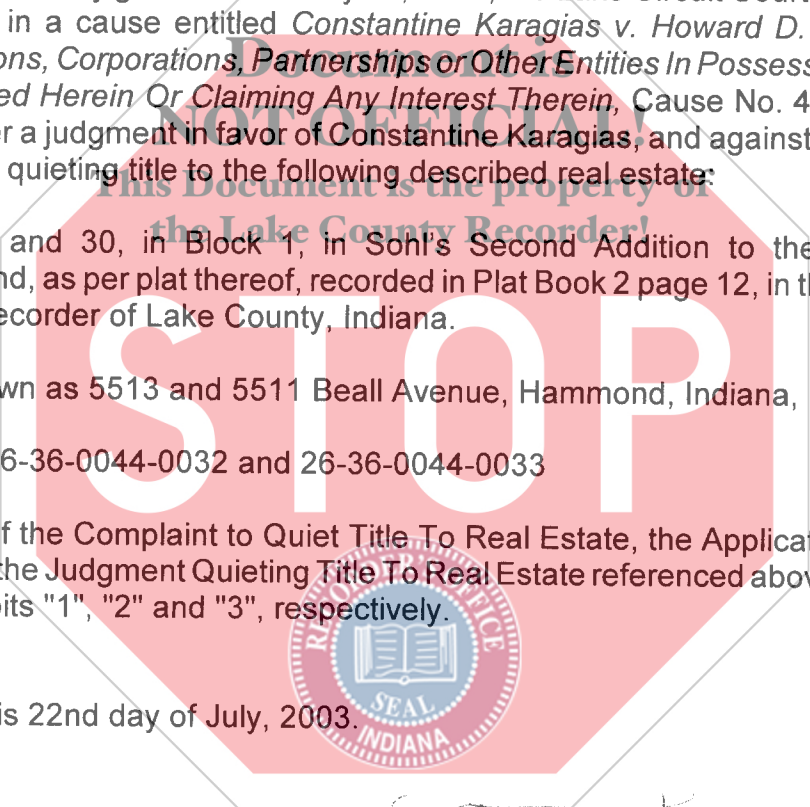 in a cause entitled Constantine Karagias v. Howard D.
ons, Corporations, Partnerships or Other Entities In Possess
ed Herein Or Claiming Any Interest Therein, Cause No. 4
r a judgment in favor of Constantine Karagias, and against
quieting title to the following described real estate:
Document is
NOT OFFICIAL!
This Document is the property of
the Lake County Recorder!
and 30, in Block 1, in Sohl's Second Addition to the
nd, as per plat thereof, recorded in Plat Book 2 page 12, in th
ecorder of Lake County, Indiana.
STOP
wn as 5513 and 5511 Beall Avenue, Hammond, Indiana,
6-36-0044-0032 and 26-36-0044-0033
f the Complaint to Quiet Title To Real Estate, the Applicat
the Judgment Quieting Title To Real Estate referenced abov
its "1", "2" and "3", respectively.
RECORDER'S OFFICE
SEAL
INDIANA
is 22nd day of July, 2003.